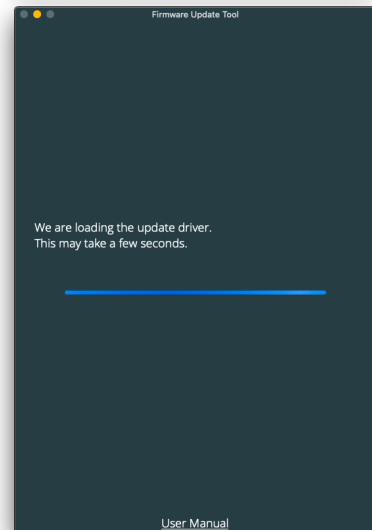 Firmware Update Tool
We are loading the update driver.
This may take a few seconds.
User Manual